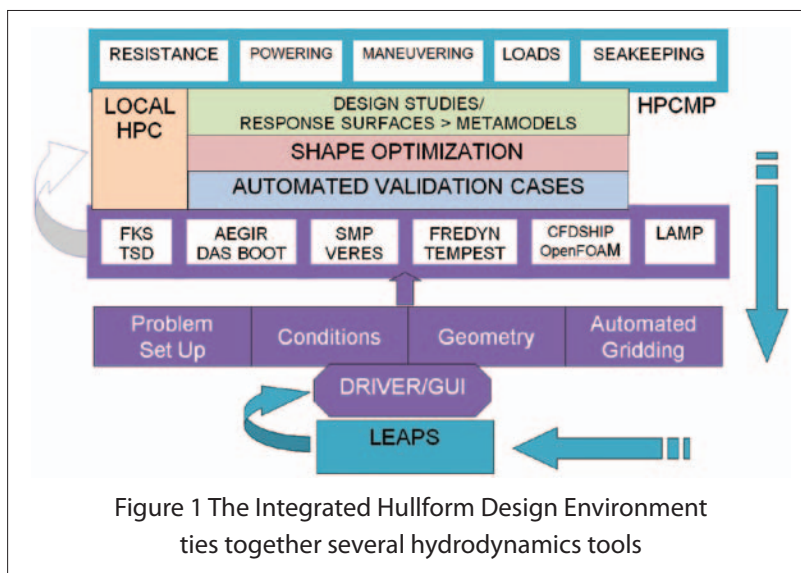 RESISTANCE POWERING MANEUVERING LOADS SEAKEEPING
LOCAL
HPC
DESIGN STUDIES/
RESPONSE SURFACES > METAMODELS
HPCMP
SHAPE OPTIMIZATION
AUTOMATED VALIDATION CASES
FKS
TSD
AEGIR
DAS BOOT
SMP
VERES
FREDYN
TEMPEST
CFDSHIP
OpenFOAM
LAMP
Problem
Set Up
Conditions
Geometry
Automated
Gridding
DRIVER/GUI
LEAPS
Figure 1 The Integrated Hullform Design Environment
ties together several hydrodynamics tools